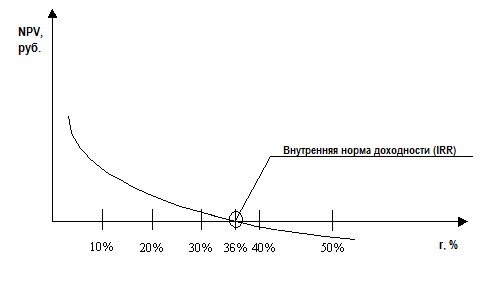 NPV,
руб.
Внутренняя норма доходности (IRR)
10% 20% 30% 36% 40% 50% r, %